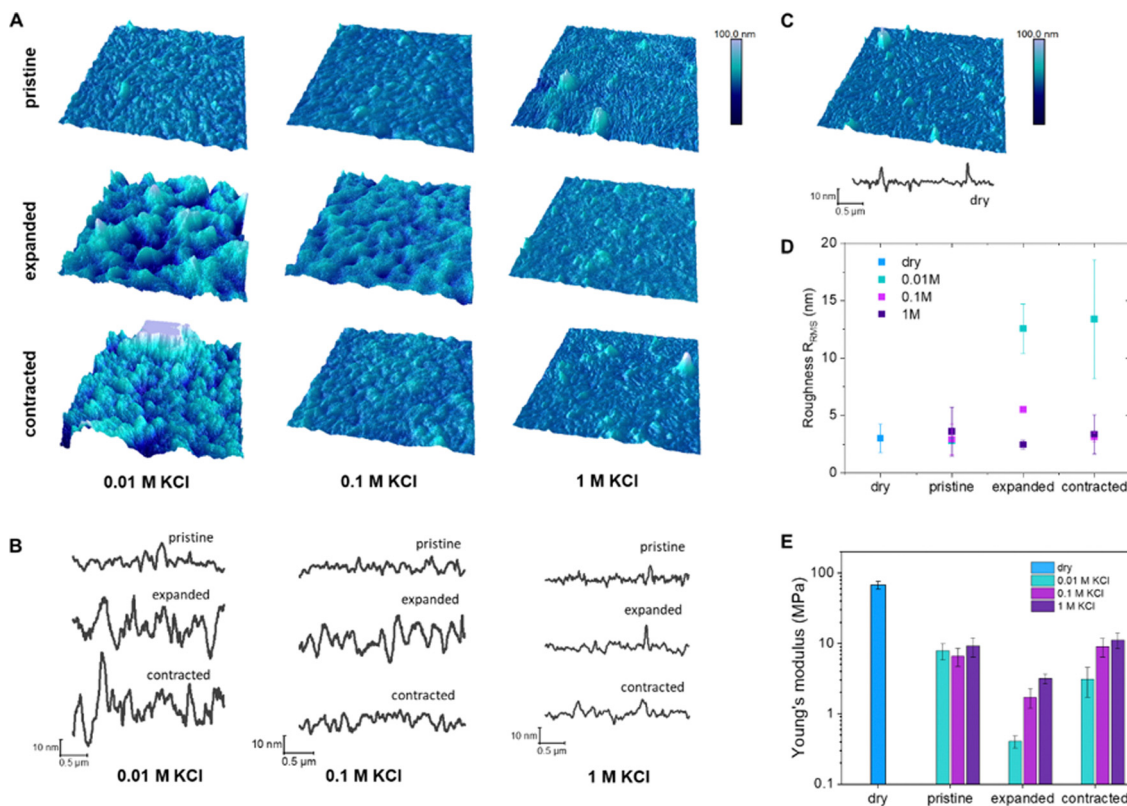 A
pristine
expanded
contracted
100.0 nm
0.01 M KCl
0.1 M KCl
1 M KCl
B
pristine
expanded
contracted
10 nm
0.5 µm
0.01 M KCl
pristine
expanded
contracted
10 nm
0.5 µm
0.1 M KCl
pristine
expanded
contracted
10 nm
0.5 µm
1 M KCl
C
100.0 nm
10 nm
0.5 µm
dry
D
Roughness R_RMS (nm)
20
15
10
5
0
dry
0.01M
0.1M
1M
dry
pristine
expanded
contracted
E
Young's modulus (MPa)
100
10
1
0.1
dry
0.01 M KCl
0.1 M KCl
1 M KCl
dry
pristine
expanded
contracted